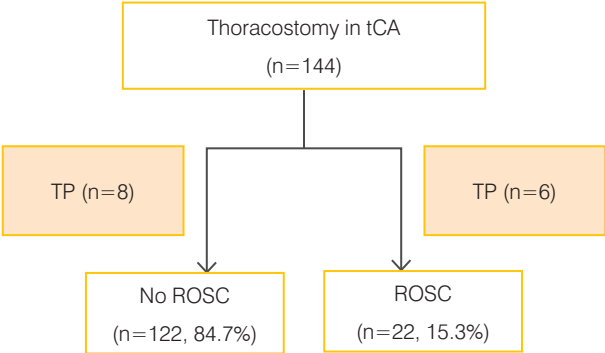 Thoracostomy in tCA
(n=144)
TP (n=8)
TP (n=6)
No ROSC
(n=122, 84.7%)
ROSC
(n=22, 15.3%)